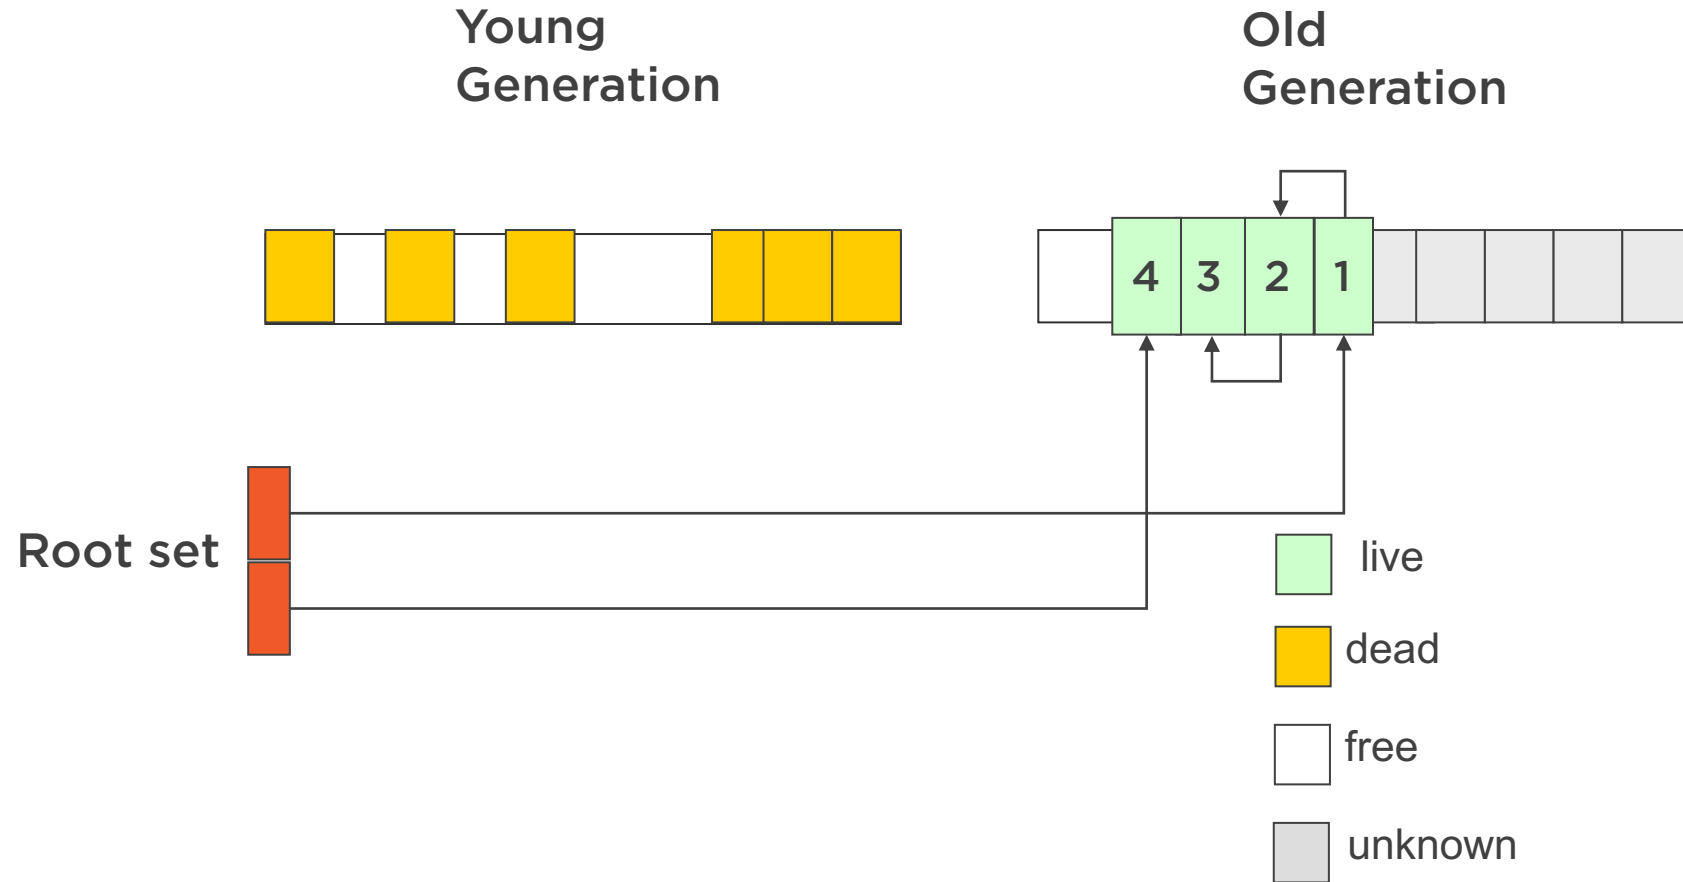 Young
Generation
Old
Generation
4 3 2 1
Root set
live
dead
free
unknown